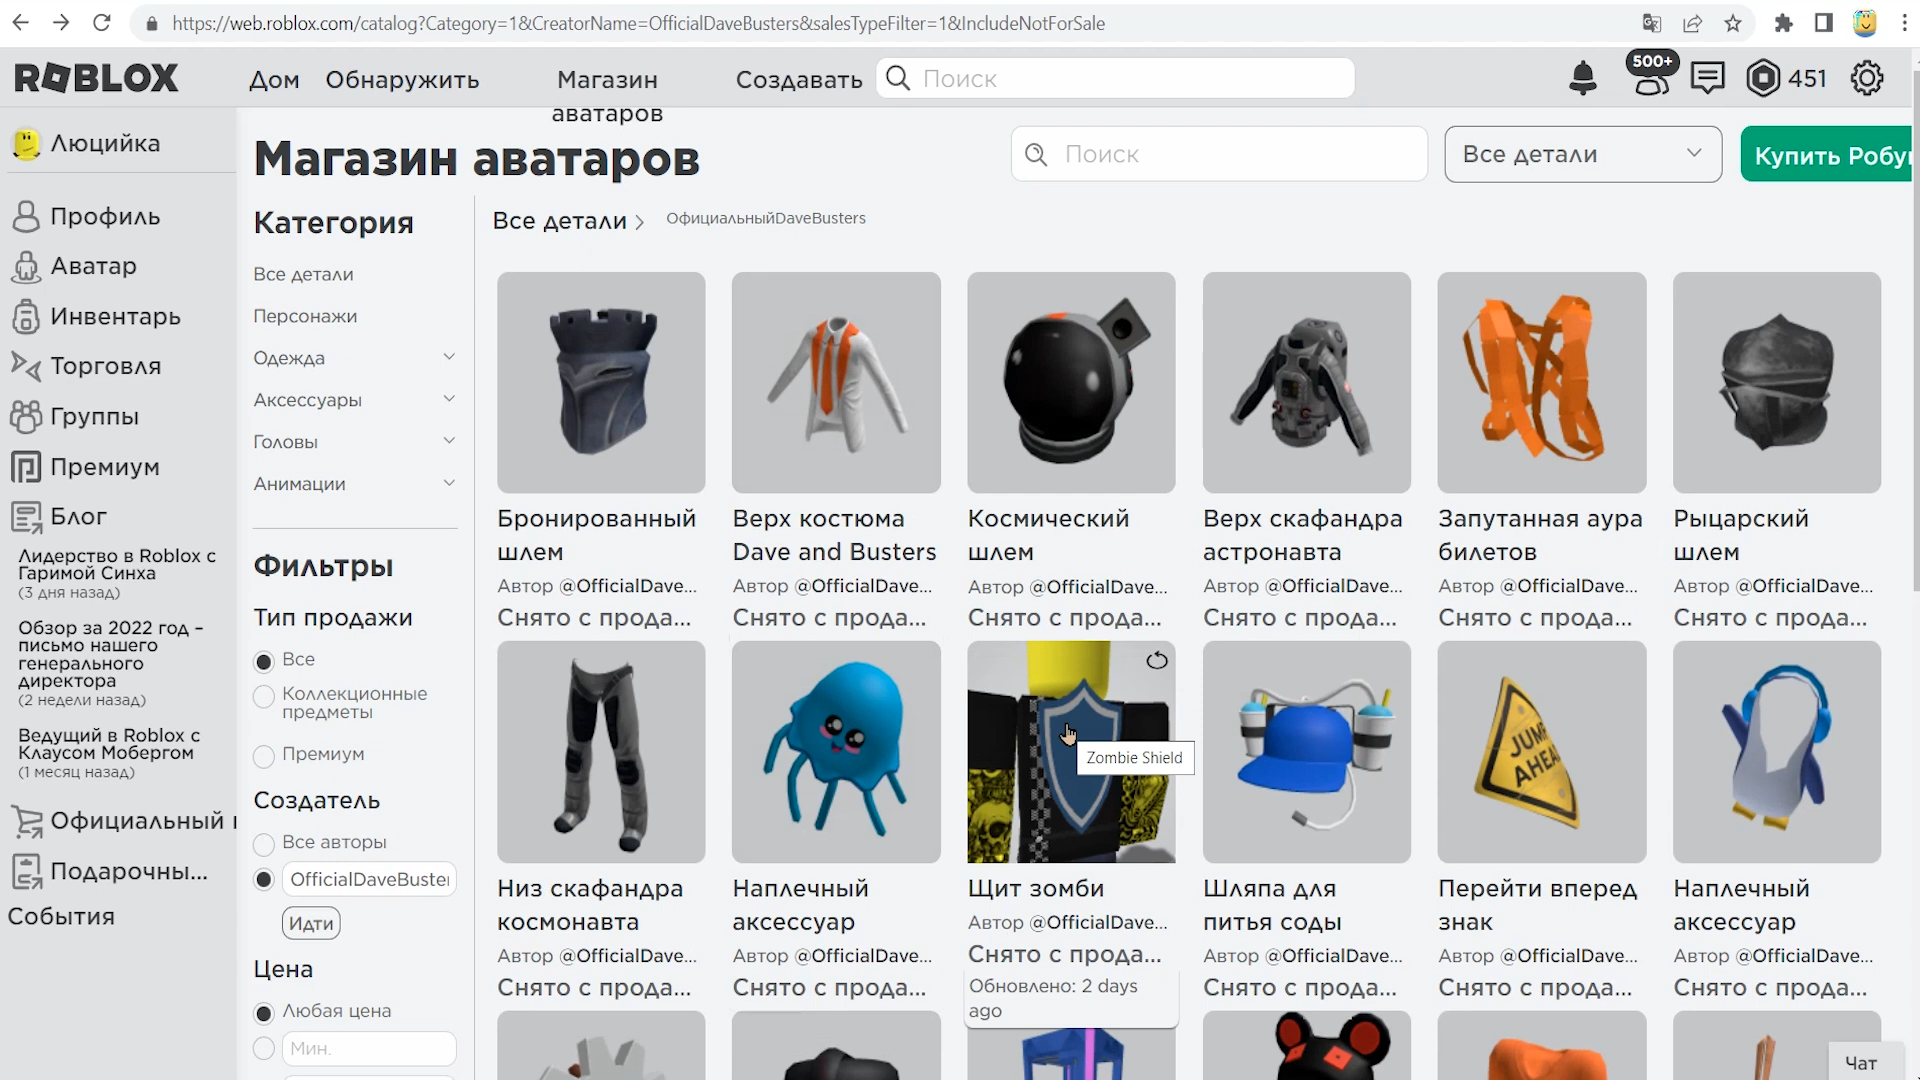 https://web.roblox.com/catalog?Category=1&CreatorName=OfficialDaveBusters&salesTypeFilter=1&IncludeNotForSale
ROBLOX
Дом
Обнаружить
Магазин
аватаров
Создавать
Поиск
500+
451
Люцийка
Профиль
Аватар
Инвентарь
Торговля
Группы
Премиум
Блог
Лидерство в Roblox с
Гаримой Синха
(3 дня назад)
Обзор за 2022 год –
письмо нашего
генерального
директора
(2 недели назад)
Ведущий в Roblox с
Клаусом Мобергом
(1 месяц назад)
Официальный
Подарочны...
События
Магазин аватаров
Поиск
Все детали
Купить Робу
Категория
Все детали
Персонажи
Одежда
Аксессуары
Головы
Анимации
Фильтры
Тип продажи
Все
Коллекционные
предметы
Премиум
Создатель
Все авторы
OfficialDaveBuster
Идти
Цена
Любая цена
Мин.
Все детали
ОфициальныйDaveBusters
Бронированный
шлем
Автор @OfficialDave...
Снято с прода...
Верх костюма
Dave and Busters
Автор @OfficialDave...
Снято с прода...
Космический
шлем
Автор @OfficialDave...
Снято с прода...
Верх скафандра
астронавта
Автор @OfficialDave...
Снято с прода...
Запутанная аура
билетов
Автор @OfficialDave...
Снято с прода...
Рыцарский
шлем
Автор @OfficialDave...
Снято с прода...
Низ скафандра
космонавта
Автор @OfficialDave...
Снято с прода...
Наплечный
аксессуар
Автор @OfficialDave...
Снято с прода...
Zombie Shield
Щит зомби
Автор @OfficialDave...
Снято с прода...
Обновлено: 2 days
ago
Шляпа для
питья соды
Автор @OfficialDave...
Снято с прода...
JUMP
AHEAD
Перейти вперед
знак
Автор @OfficialDave...
Снято с прода...
Наплечный
аксессуар
Автор @OfficialDave...
Снято с прода...
Чат